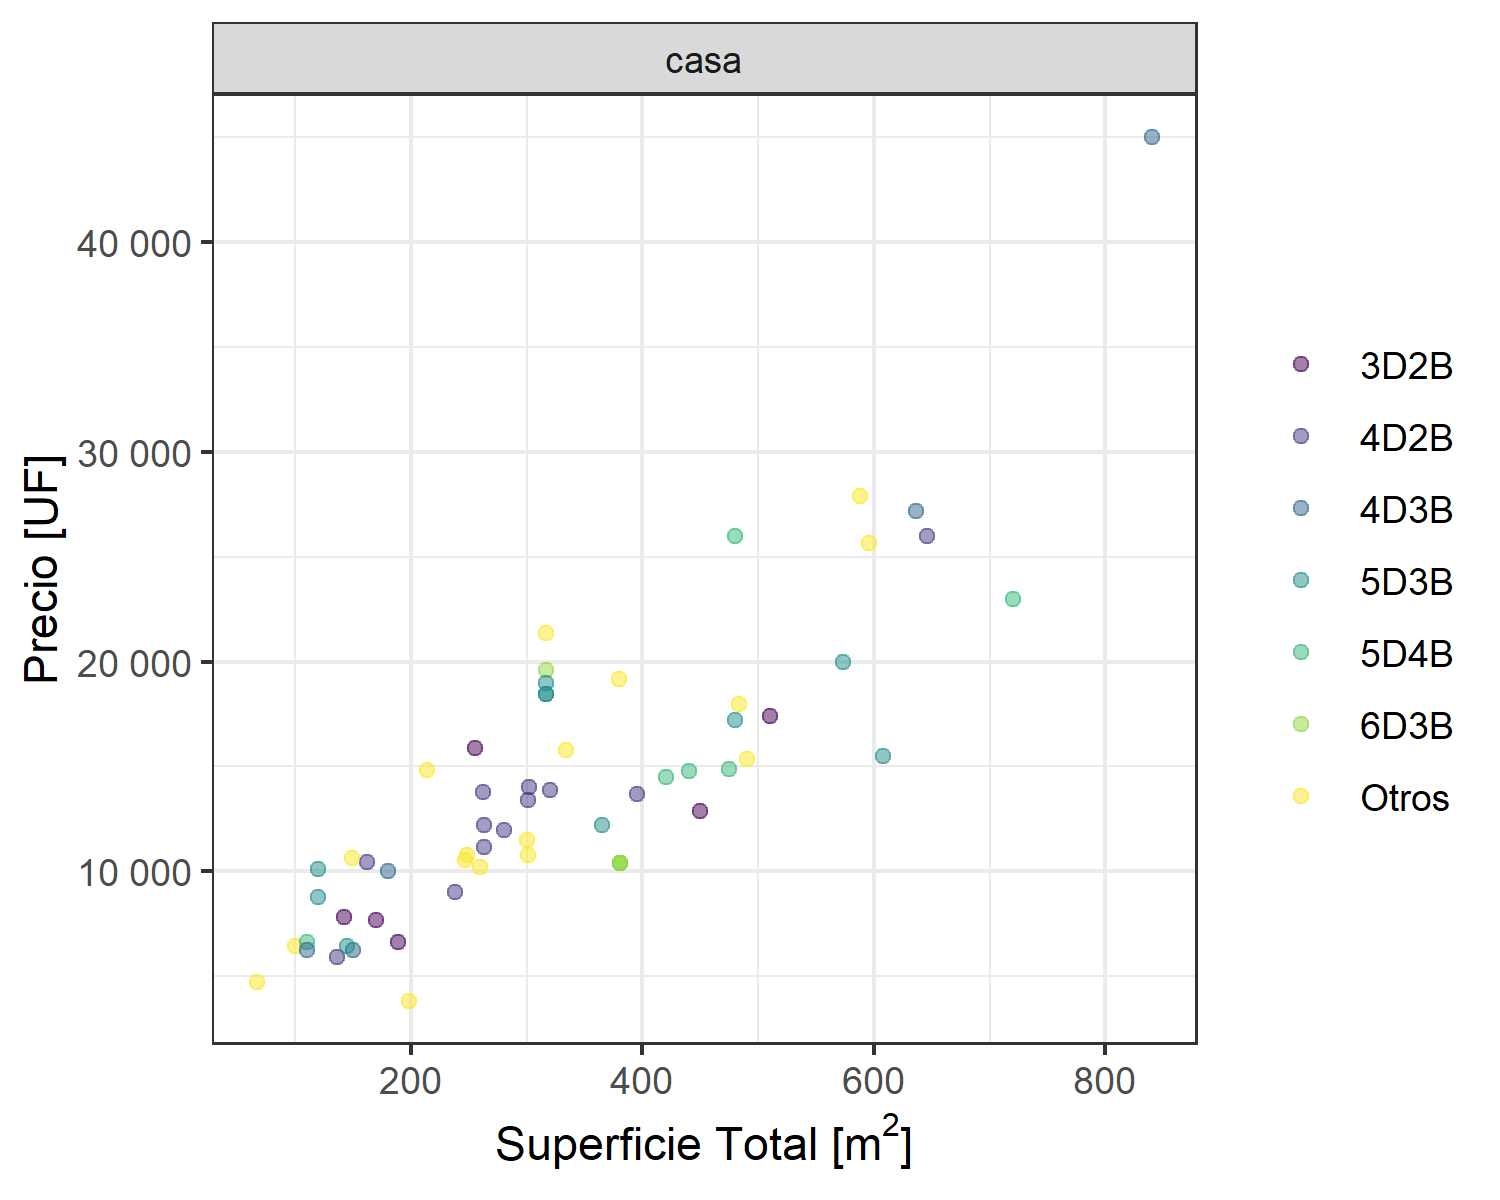 casa
Precio [UF]
40 000
30 000
20 000
10 000
200 400 600 800
Superficie Total [m²]
3D2B
4D2B
4D3B
5D3B
5D4B
6D3B
Otros